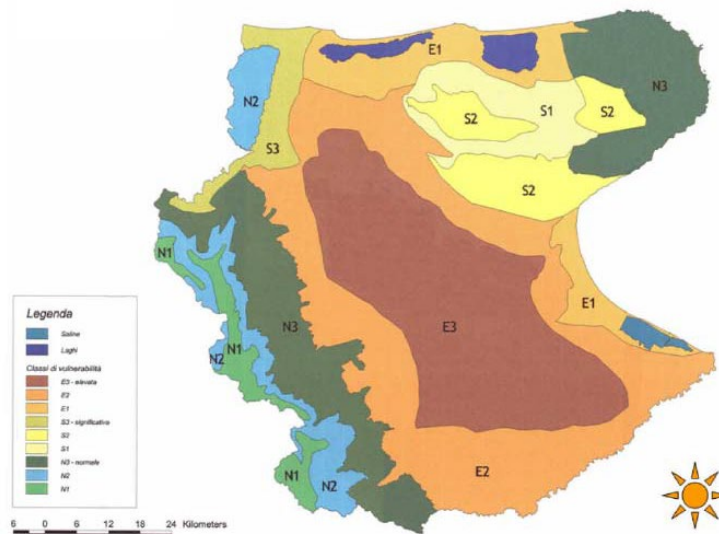 E1
N2
N3
S2
S1
S2
S3
S2
N1
E1
N3
E3
N1
N2
E2
N1
N2
Legenda
Saline
Laghi
Classi di vulnerabilità
E3 - elevata
E2
E1
S3 - significativa
S2
S1
N3 - normale
N2
N1
6 0 6 12 18 24 Kilometers